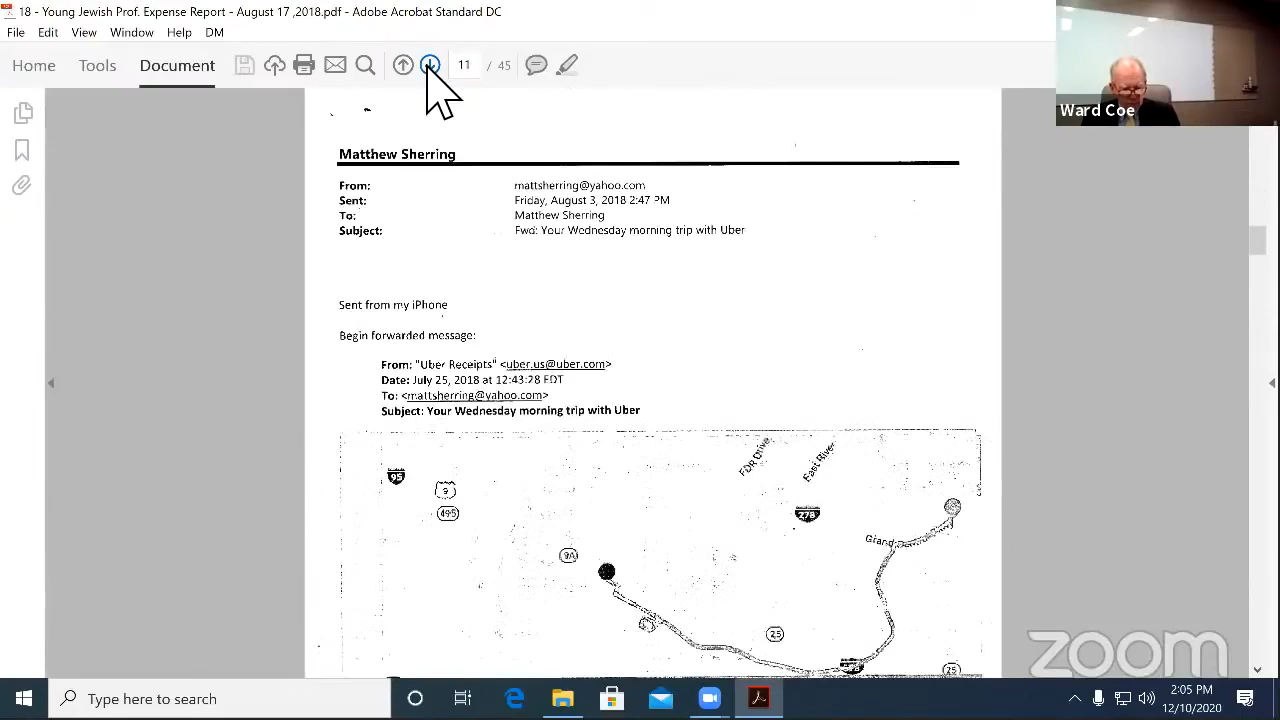 18 - Young Jewish Prof. Expense Report - August 17 ,2018.pdf - Adobe Acrobat Standard DC
File Edit View Window Help DM
Home Tools Document 11 / 45
Ward Coe
Matthew Sherring
From: mattsherring@yahoo.com
Sent: Friday, August 3, 2018 2:47 PM
To: Matthew Sherring
Subject: Fwd: Your Wednesday morning trip with Uber
Sent from my iPhone
Begin forwarded message:
From: "Uber Receipts" <uber.us@uber.com>
Date: July 25, 2018 at 12:43:28 EDT
To: <mattsherring@yahoo.com>
Subject: Your Wednesday morning trip with Uber
FDR Drive
East River
95
9
495
278
Grand
9A
25
25
zoom
Type here to search
2:05 PM
12/10/2020